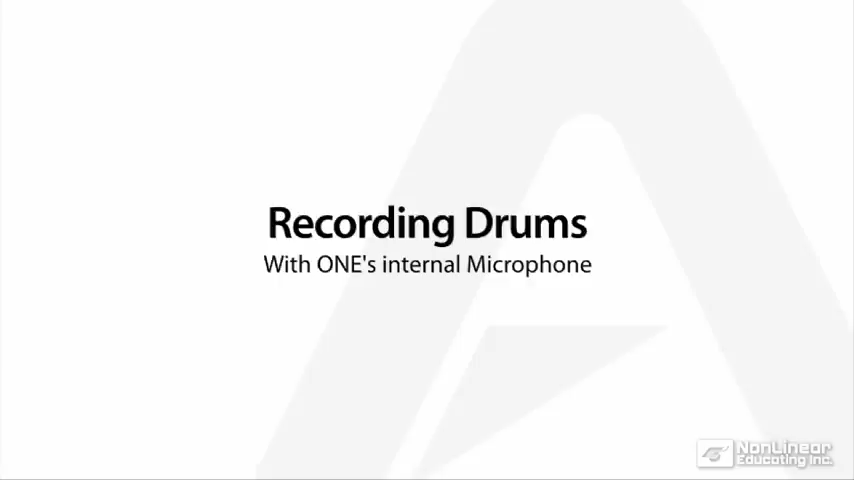 Recording Drums
With ONE's internal Microphone
NonLinear
Educating Inc.